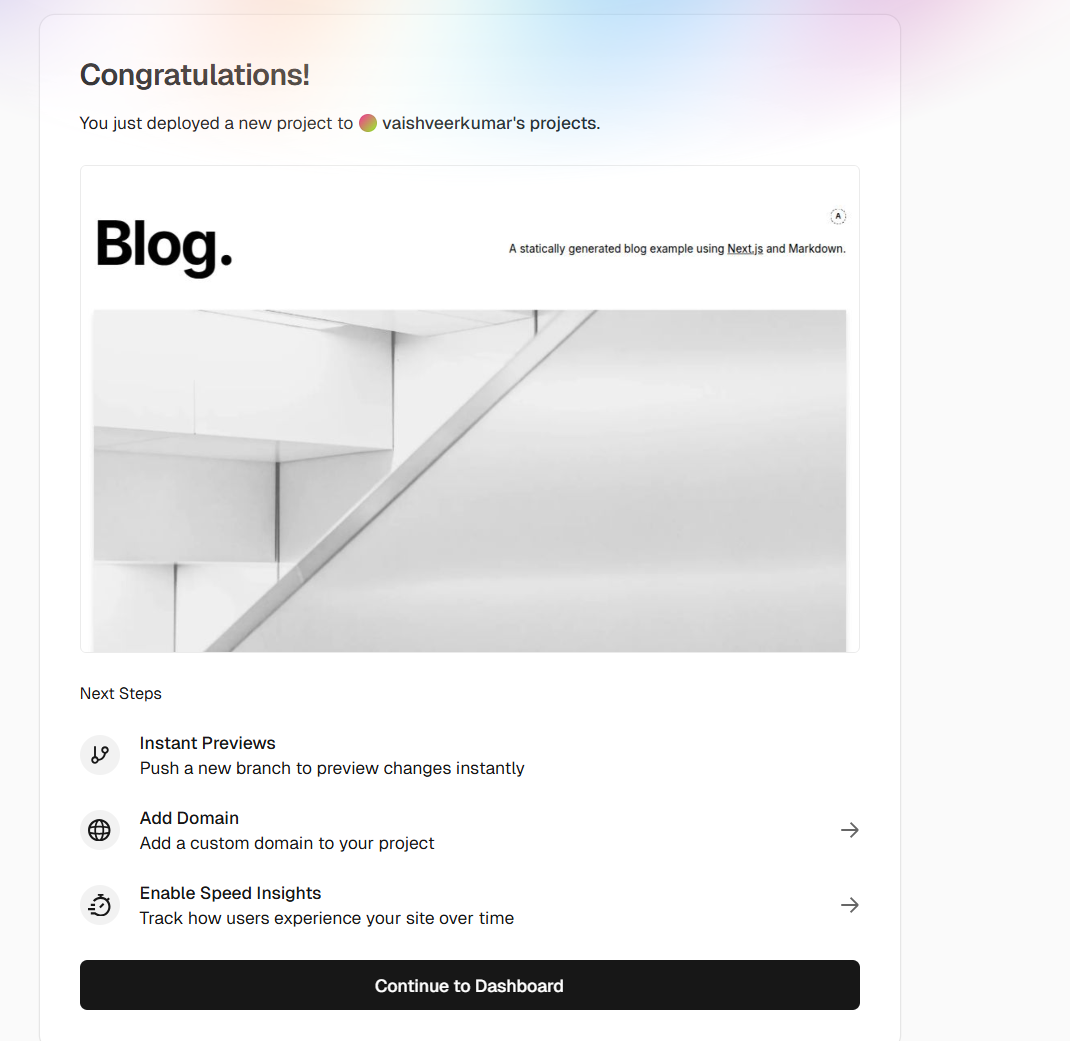 Congratulations!
You just deployed a new project to vaishveerkumar's projects.
A
Blog.
A statically generated blog example using Next.js and Markdown.
Next Steps
Instant Previews
Push a new branch to preview changes instantly
Add Domain
Add a custom domain to your project
Enable Speed Insights
Track how users experience your site over time
Continue to Dashboard